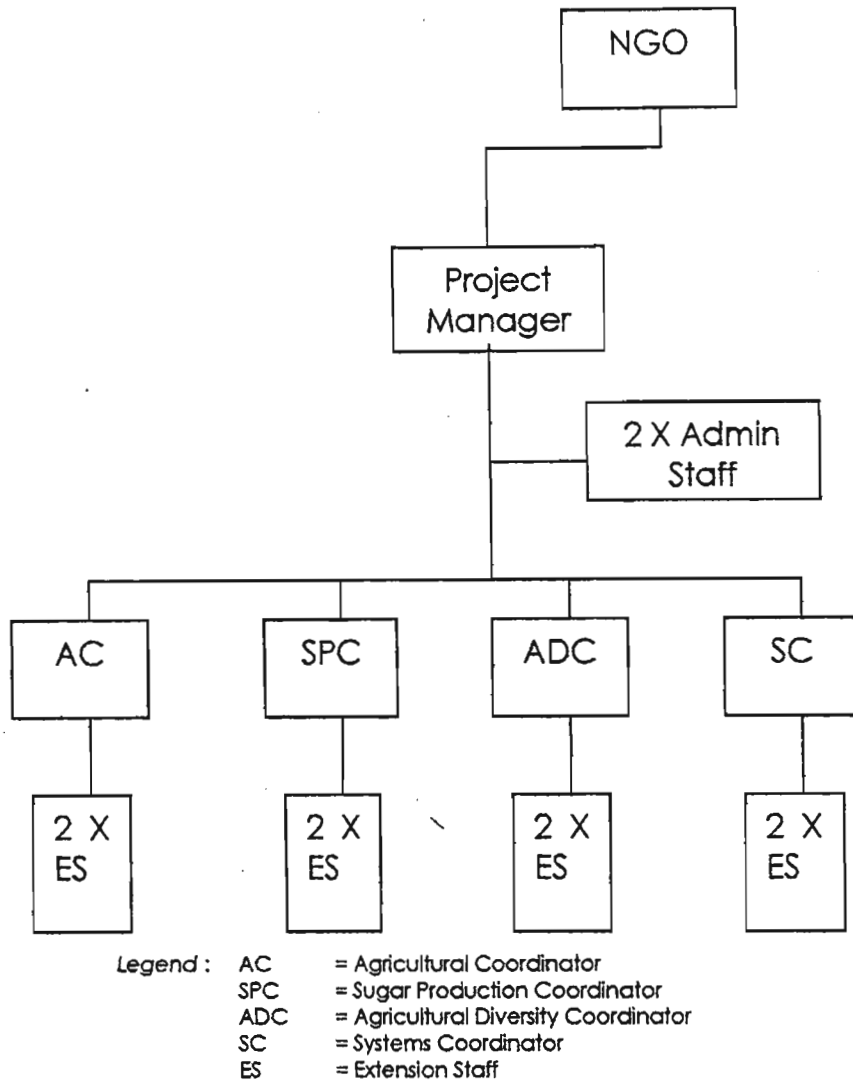 NGO
Project
Manager
2 X Admin
Staff
AC
SPC
ADC
SC
2 X
ES
2 X
ES
2 X
ES
2 X
ES
Legend :
AC = Agricultural Coordinator
SPC = Sugar Production Coordinator
ADC = Agricultural Diversity Coordinator
SC = Systems Coordinator
ES = Extension Staff